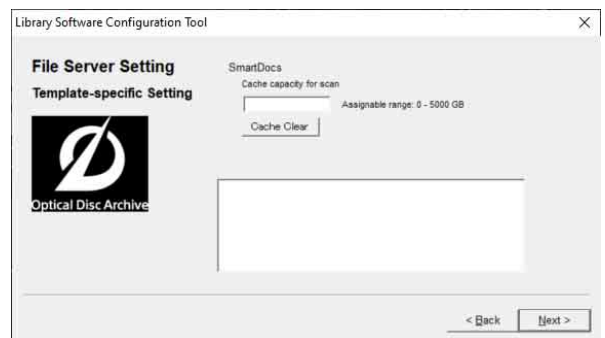 Library Software Configuration Tool
File Server Setting
Template-specific Setting
Optical Disc Archive
SmartDocs
Cache capacity for scan
Assignable range: 0 - 5000 GB
Cache Clear
< Back
Next >